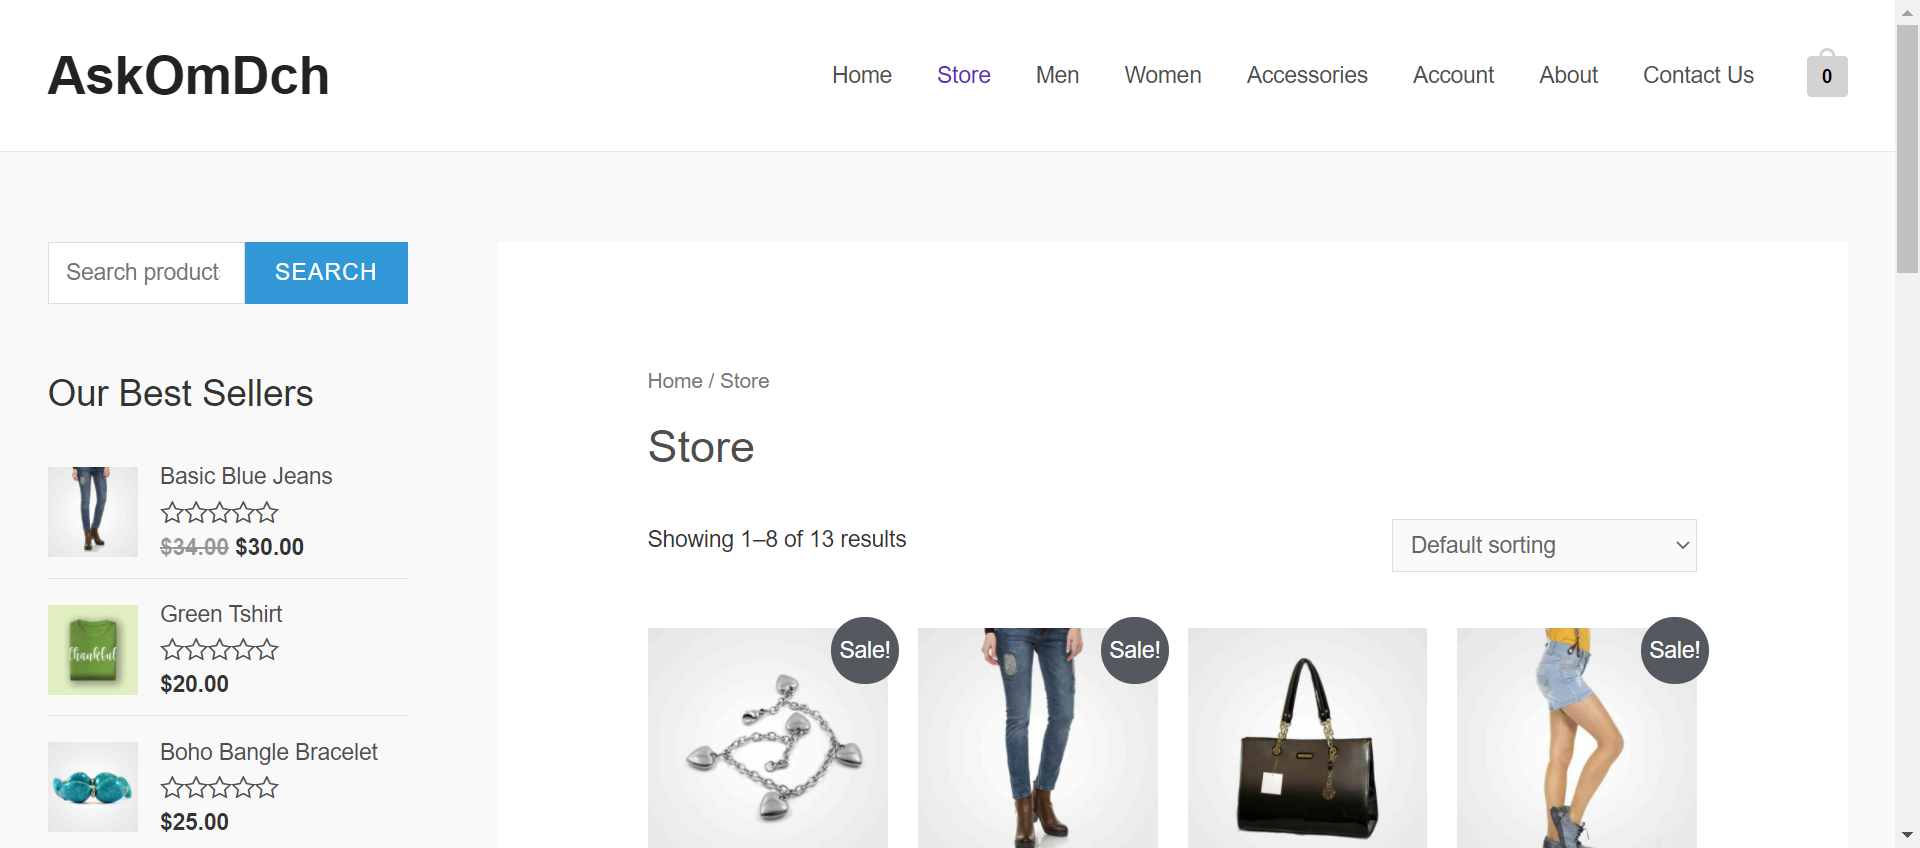 AskOmDch
Home Store Men Women Accessories Account About Contact Us 0
Search product SEARCH
Our Best Sellers
Basic Blue Jeans
$34.00 $30.00
Green Tshirt
thankful
$20.00
Boho Bangle Bracelet
$25.00
Home / Store
Store
Showing 1–8 of 13 results
Default sorting
Sale!
Sale!
Sale!